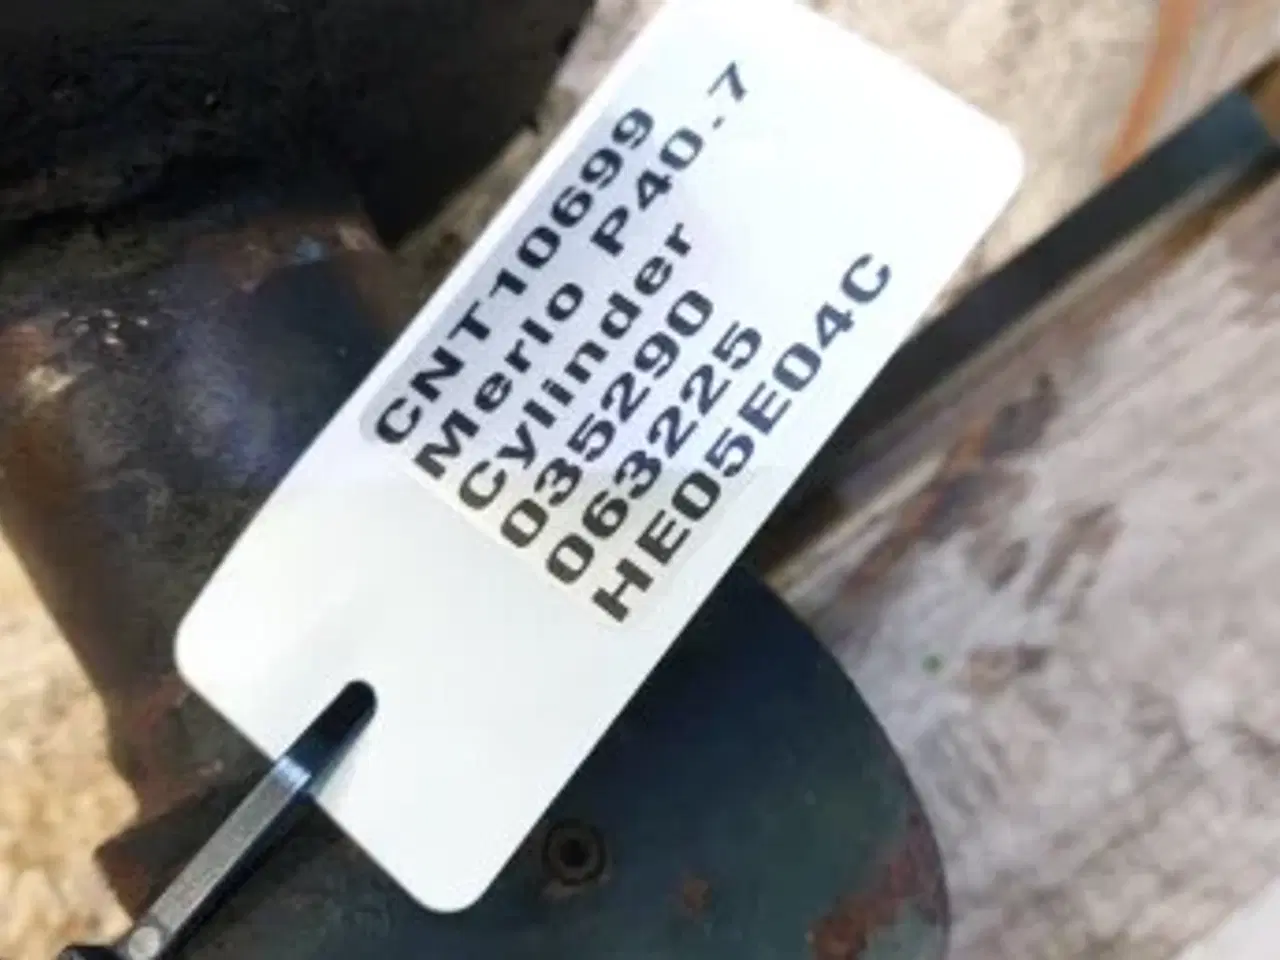 CNT10699
Merlo P40.7
Cylinder
035290
063225
HE05E04C